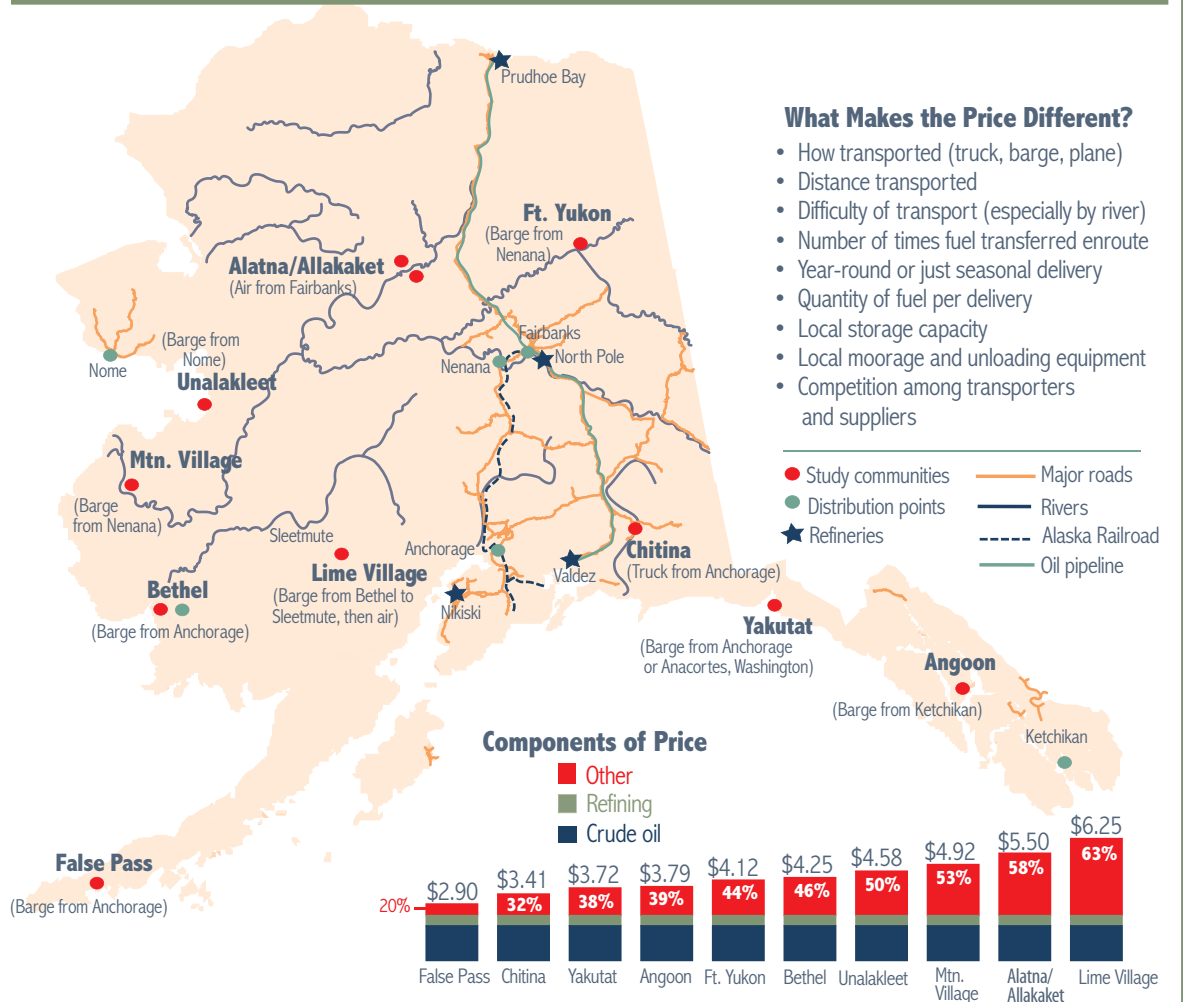 Prudhoe Bay
What Makes the Price Different?
• How transported (truck, barge, plane)
• Distance transported
• Difficulty of transport (especially by river)
• Number of times fuel transferred enroute
• Year-round or just seasonal delivery
• Quantity of fuel per delivery
• Local storage capacity
• Local moorage and unloading equipment
• Competition among transporters
and suppliers
Ft. Yukon
(Barge from
Nenana)
Alatna/Allakaket
(Air from Fairbanks)
(Barge from
Nome)
Nome
Unalakleet
Fairbanks
Nenana
North Pole
Mtn. Village
(Barge
from Nenana)
Study communities
Distribution points
Refineries
Major roads
Rivers
Alaska Railroad
Oil pipeline
Sleetmute
Lime Village
(Barge from Bethel to
Sleetmute, then air)
Anchorage
Nikiski
Valdez
Chitina
(Truck from Anchorage)
Bethel
(Barge from Anchorage)
Yakutat
(Barge from Anchorage
or Anacortes, Washington)
Angoon
(Barge from Ketchikan)
Ketchikan
False Pass
(Barge from Anchorage)
Components of Price
Other
Refining
Crude oil
$2.90
$3.41
$3.72
$3.79
$4.12
$4.25
$4.58
$4.92
$5.50
$6.25
20%
32%
38%
39%
44%
46%
50%
53%
58%
63%
False Pass
Chitina
Yakutat
Angoon
Ft. Yukon
Bethel
Unalakleet
Mtn.
Village
Alatna/
Allakaket
Lime Village